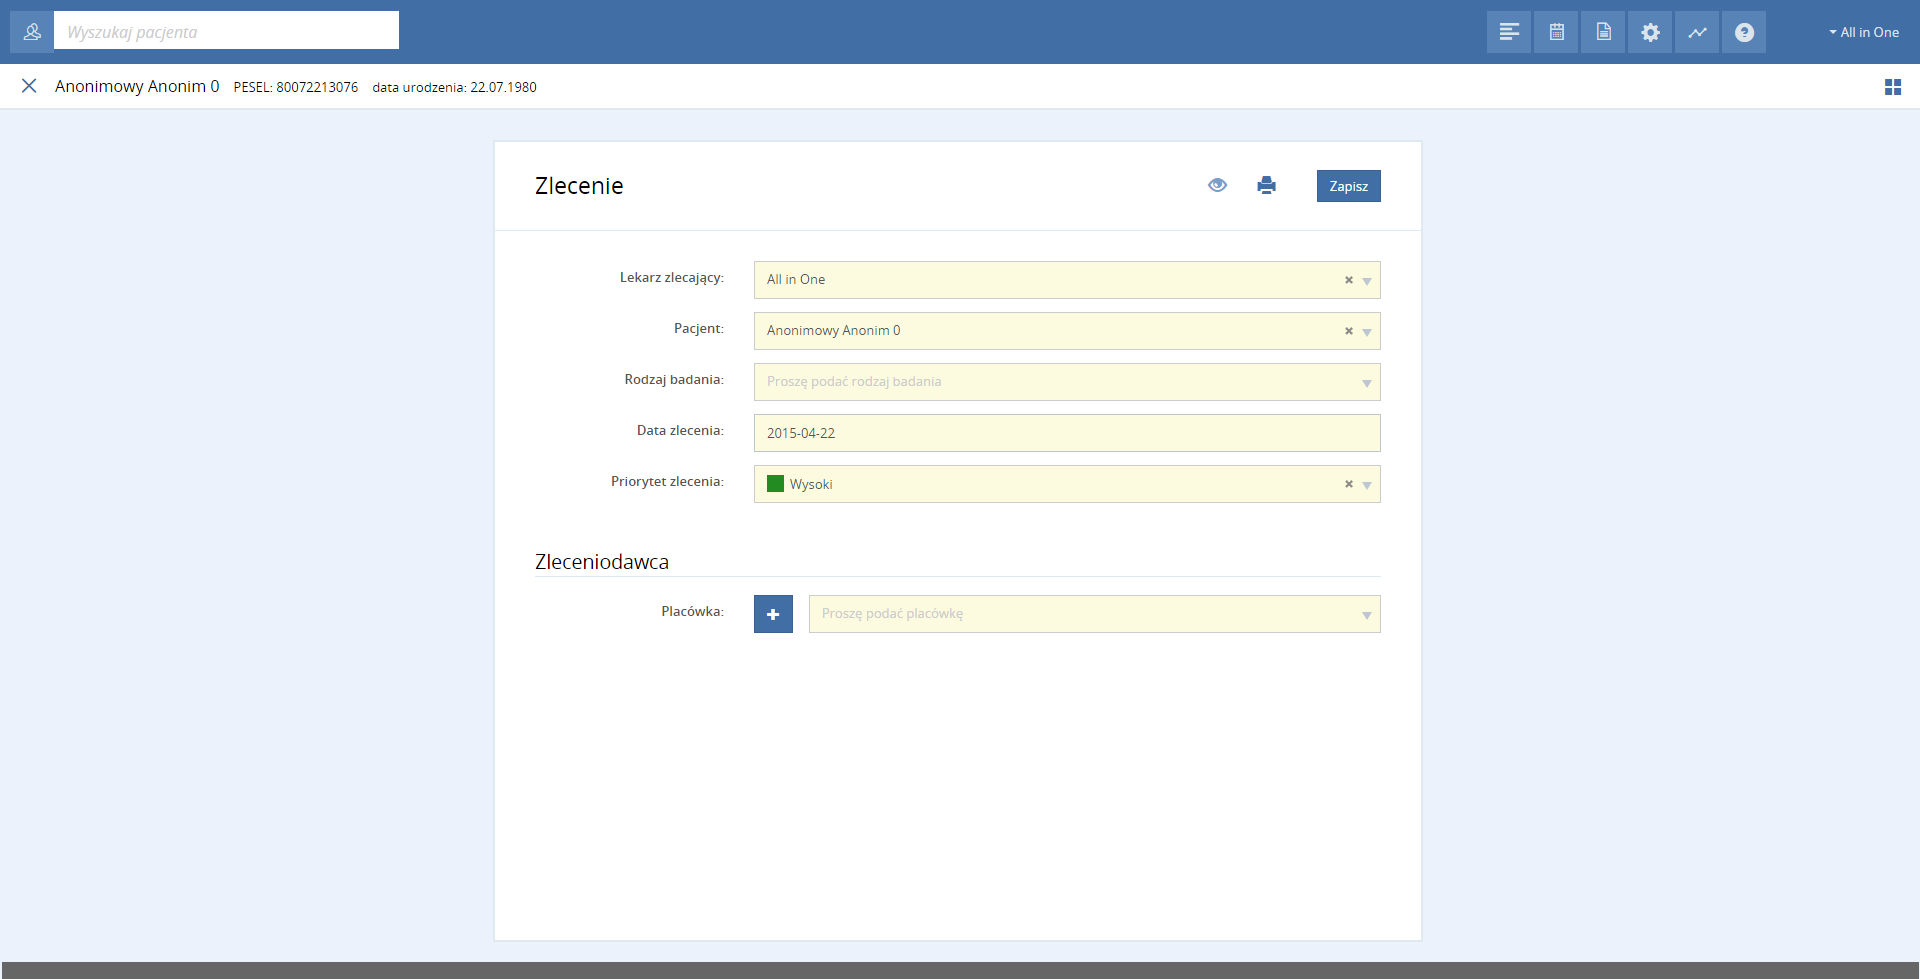 Wyszukaj pacjenta
All in One
Anonimowy Anonim 0 PESEL: 80072213076 data urodzenia: 22.07.1980
Zlecenie
Zapisz
Lekarz zlecający: All in One
Pacjent: Anonimowy Anonim 0
Rodzaj badania: Proszę podać rodzaj badania
Data zlecenia: 2015-04-22
Priorytet zlecenia: Wysoki
Zleceniodawca
Placówka: Proszę podać placówkę